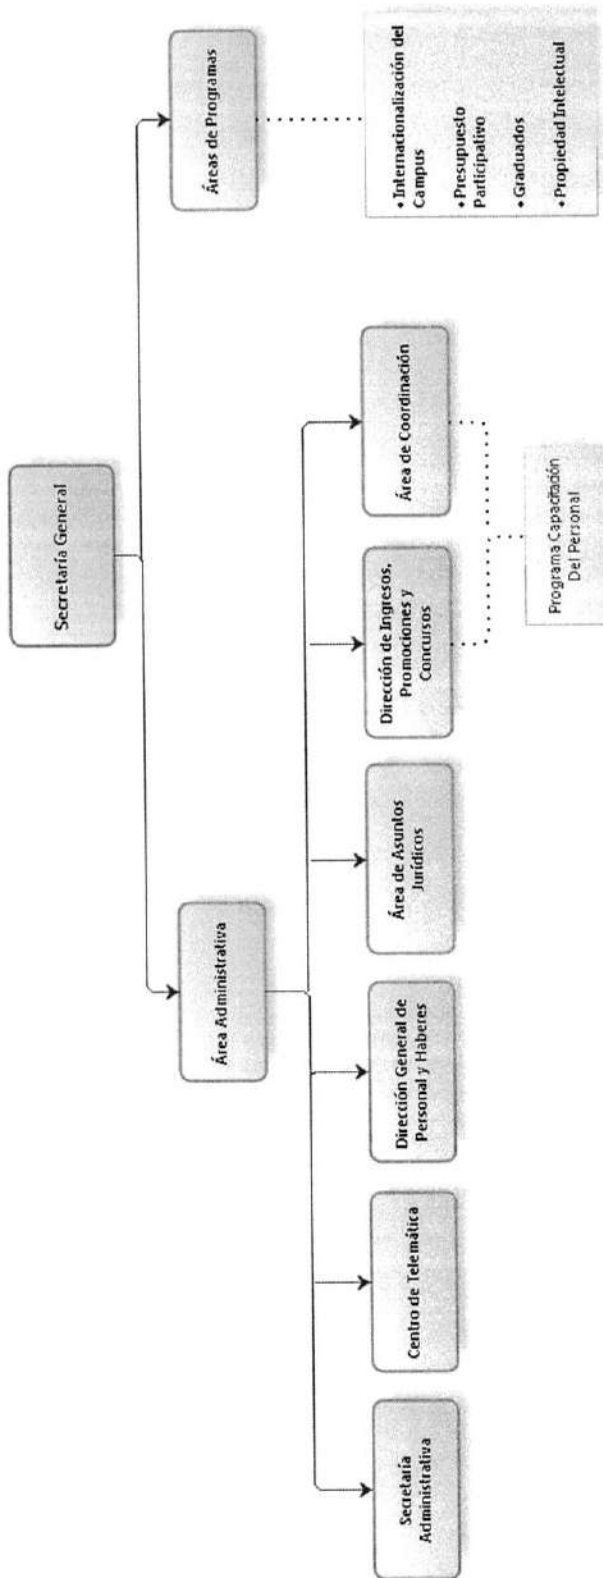 Secretaría General
Área Administrativa
Áreas de Programas
Secretaría
Administrativa
Centro de Telemática
Dirección General de
Personal y Haberes
Área de Asuntos
Jurídicos
Dirección de Ingresos,
Promociones y
Concursos
Área de Coordinación
• Internacionalización del
Campus
• Presupuesto
Participativo
• Graduados
• Propiedad Intelectual
Programa Capacitación
Del Personal